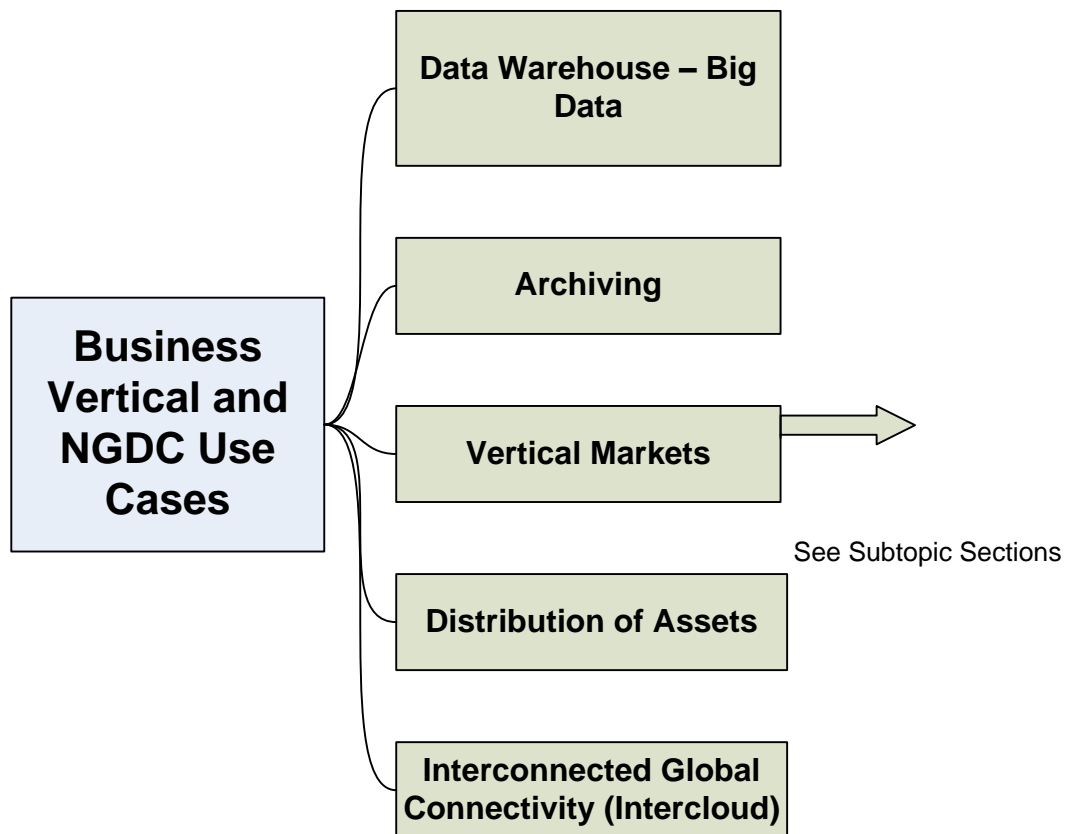 Data Warehouse – Big
Data
Archiving
Business
Vertical and
NGDC Use
Cases
Vertical Markets
See Subtopic Sections
Distribution of Assets
Interconnected Global
Connectivity (Intercloud)